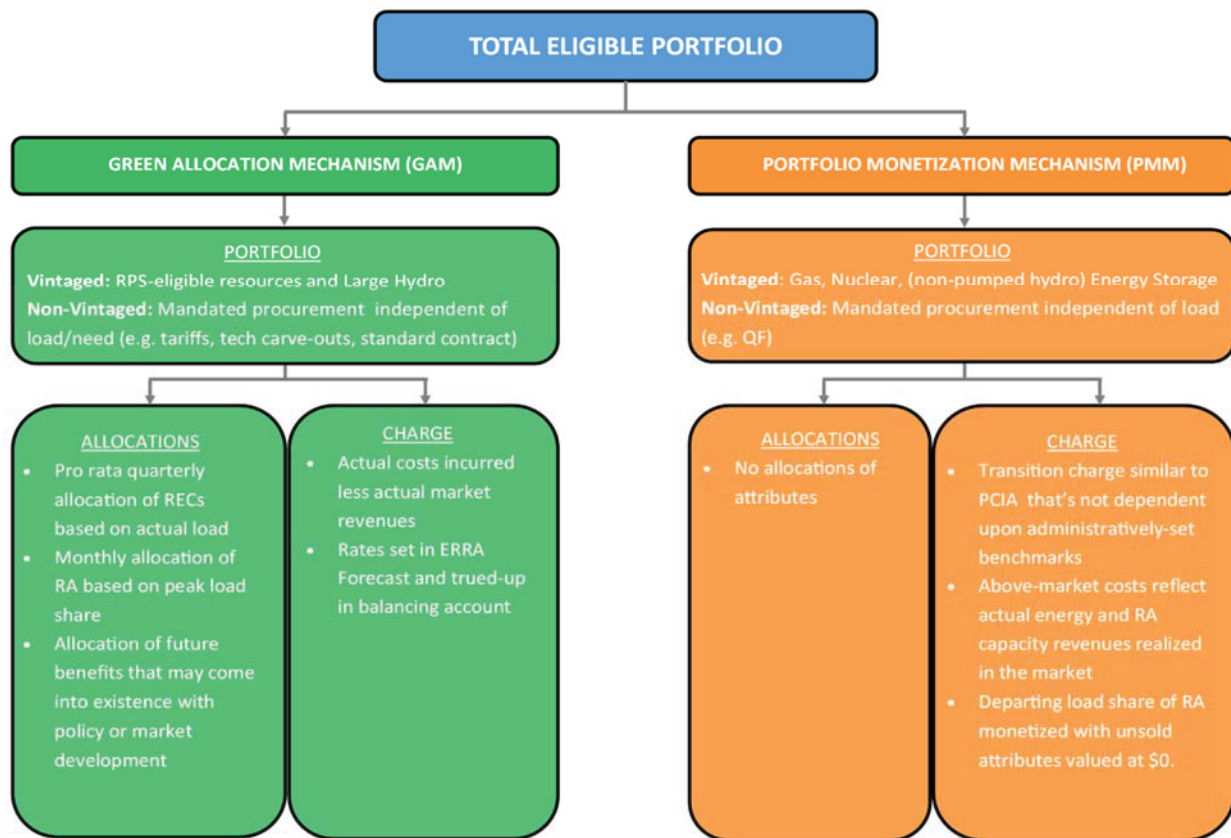 TOTAL ELIGIBLE PORTFOLIO
GREEN ALLOCATION MECHANISM (GAM)
PORTFOLIO
Vintaged: RPS-eligible resources and Large Hydro
Non-Vintaged: Mandated procurement independent of
load/need (e.g. tariffs, tech carve-outs, standard contract)
ALLOCATIONS
• Pro rata quarterly
allocation of RECs
based on actual load
• Monthly allocation of
RA based on peak load
share
• Allocation of future
benefits that may come
into existence with
policy or market
development
CHARGE
• Actual costs incurred
less actual market
revenues
• Rates set in ERRA
Forecast and trued-up
in balancing account
PORTFOLIO MONETIZATION MECHANISM (PMM)
PORTFOLIO
Vintaged: Gas, Nuclear, (non-pumped hydro) Energy Storage
Non-Vintaged: Mandated procurement independent of load
(e.g. QF)
ALLOCATIONS
• No allocations of
attributes
CHARGE
• Transition charge similar to
PCIA that's not dependent
upon administratively-set
benchmarks
• Above-market costs reflect
actual energy and RA
capacity revenues realized
in the market
• Departing load share of RA
monetized with unsold
attributes valued at $0.